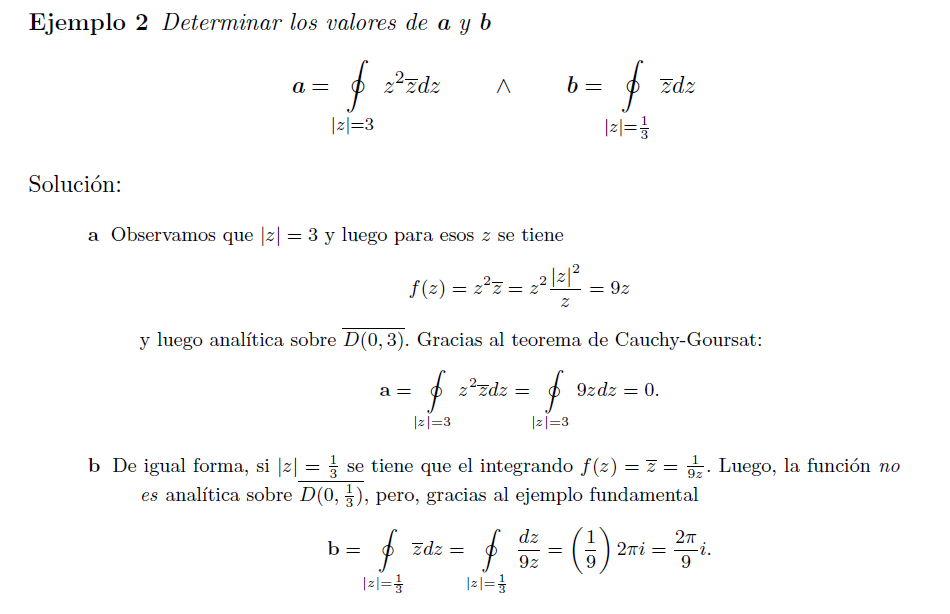 Ejemplo 2 Determinar los valores de a y b
a = ∮_{|z|=3} z²z̅dz ∧ b = ∮_{|z|=1/3} z̅dz
Solución:
a Observamos que |z| = 3 y luego para esos z se tiene
f(z) = z²z̅ = z² |z|²/z = 9z
y luego analítica sobre \overline{D(0, 3)}. Gracias al teorema de Cauchy-Goursat:
a = ∮_{|z|=3} z²z̅dz = ∮_{|z|=3} 9zdz = 0.
b De igual forma, si |z| = 1/3 se tiene que el integrando f(z) = z̅ = 1/(9z). Luego, la función no
es analítica sobre \overline{D(0, 1/3)}, pero, gracias al ejemplo fundamental
b = ∮_{|z|=1/3} z̅dz = ∮_{|z|=1/3} dz/(9z) = (1/9) 2πi = (2π/9)i.